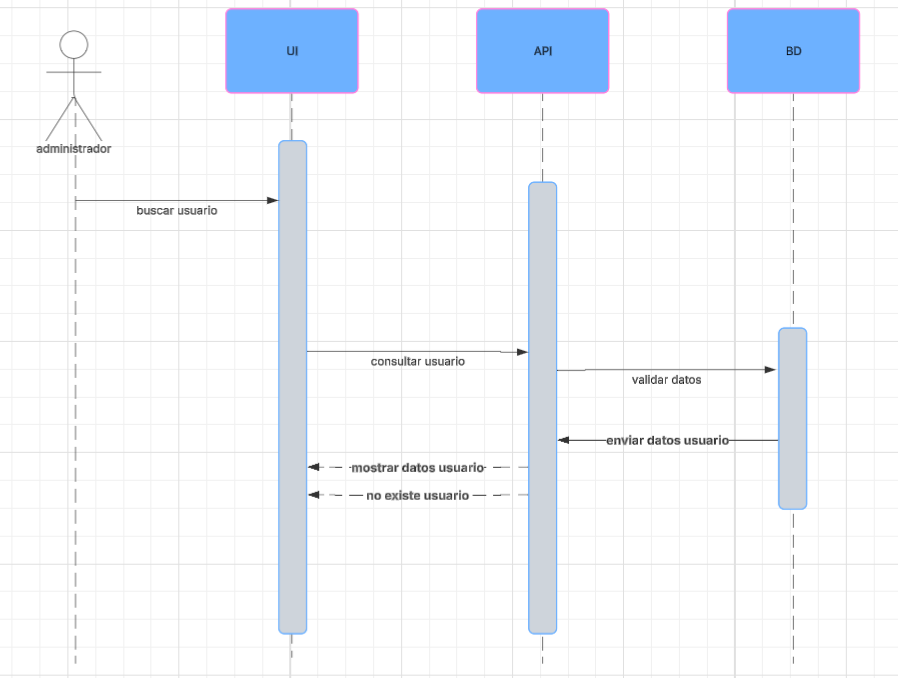 UI
API
BD
administrador
buscar usuario
consultar usuario
validar datos
enviar datos usuario
mostrar datos usuario
no existe usuario